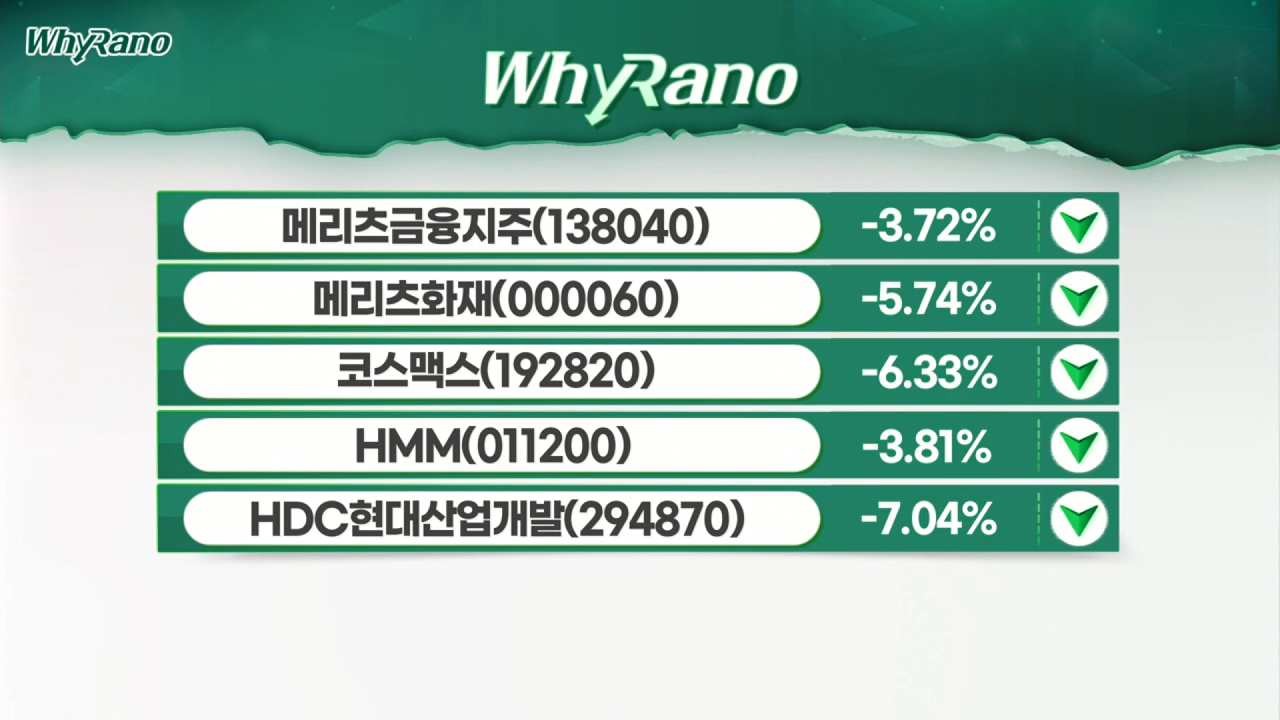 WhyRano
WhyRano
메리츠금융지주(138040) -3.72%
메리츠화재(000060) -5.74%
코스맥스(192820) -6.33%
HMM(011200) -3.81%
HDC현대산업개발(294870) -7.04%